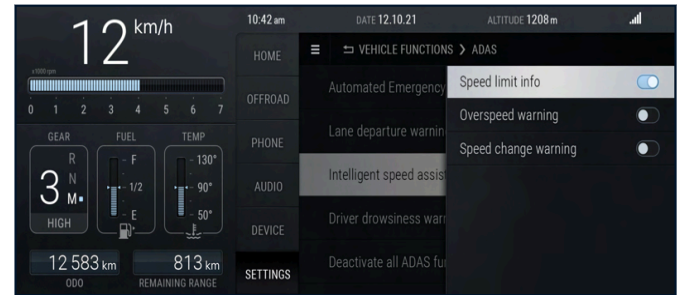 12 km/h
x1000 rpm
0 1 2 3 4 5 6 7
GEAR
R
N
3 M
HIGH
FUEL
F
1/2
E
TEMP
130°
90°
50°
12 583 km
ODO
813 km
REMAINING RANGE
10:42 am
DATE 12.10.21
ALTITUDE 1208 m
HOME
OFFROAD
PHONE
AUDIO
DEVICE
SETTINGS
VEHICLE FUNCTIONS > ADAS
Automated Emergency
Lane departure warnin
Intelligent speed assist
Driver drowsiness warn
Deactivate all ADAS fu
Speed limit info
Overspeed warning
Speed change warning